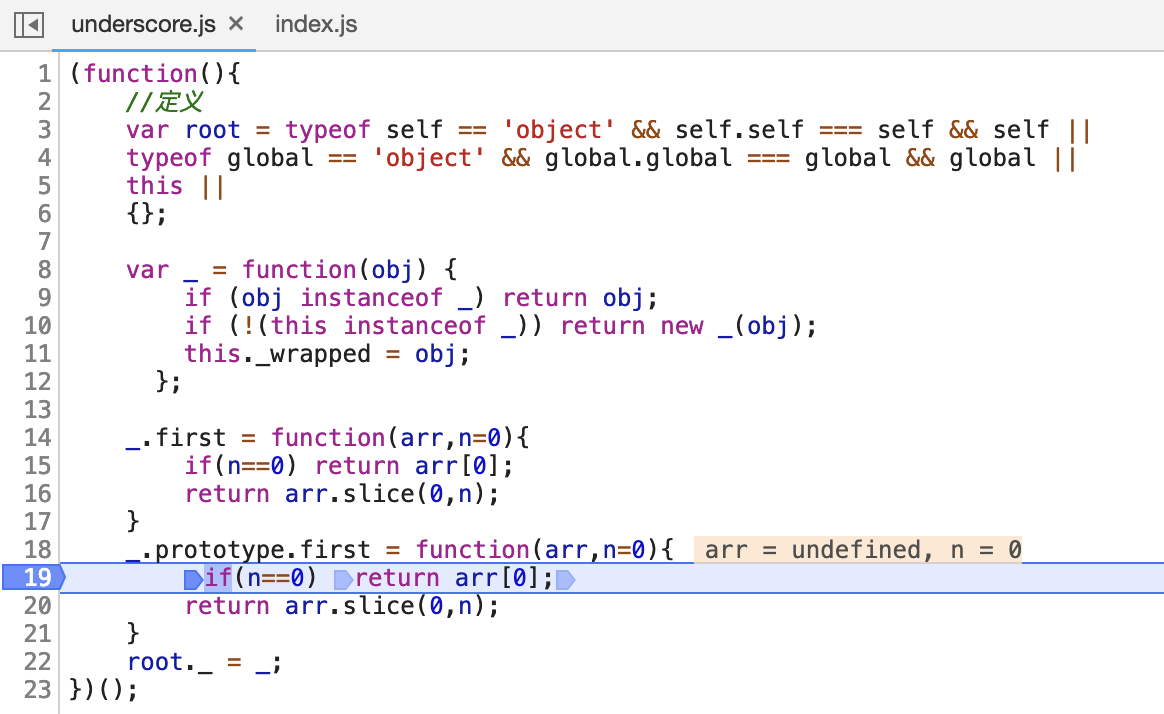 underscore.js × index.js
1 (function(){
2     //定义
3     var root = typeof self == 'object' && self.self === self && self ||
4     typeof global == 'object' && global.global === global && global ||
5     this ||
6     {};
7
8     var _ = function(obj) {
9         if (obj instanceof _) return obj;
10         if (!(this instanceof _)) return new _(obj);
11         this._wrapped = obj;
12       };
13
14     _.first = function(arr,n=0){
15         if(n==0) return arr[0];
16         return arr.slice(0,n);
17     }
18     _.prototype.first = function(arr,n=0){ arr = undefined, n = 0
19         if(n==0) return arr[0];
20         return arr.slice(0,n);
21     }
22     root._ = _;
23 })();